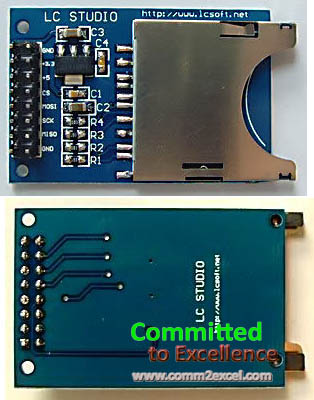 LC STUDIO
http://www.lcsoft.net
GND
+3.3
+5
CS
MOSI
SCK
MISO
GND
C3
C4
C1
C2
R4
R3
R2
R1
LC STUDIO
http://www.lcsoft.net
Committed
to Excellence
www.comm2excel.com